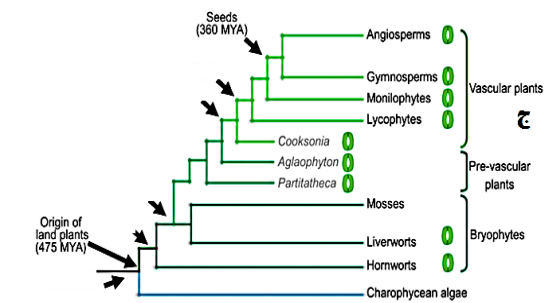 Seeds
(360 MYA)
Angiosperms
Gymnosperms
Monilophytes
Lycophytes
Cooksonia
Aglaophyton
Partitatheca
Mosses
Liverworts
Hornworts
Charophycean algae
Vascular plants
Pre-vascular
plants
Bryophytes
Origin of
land plants
(475 MYA)